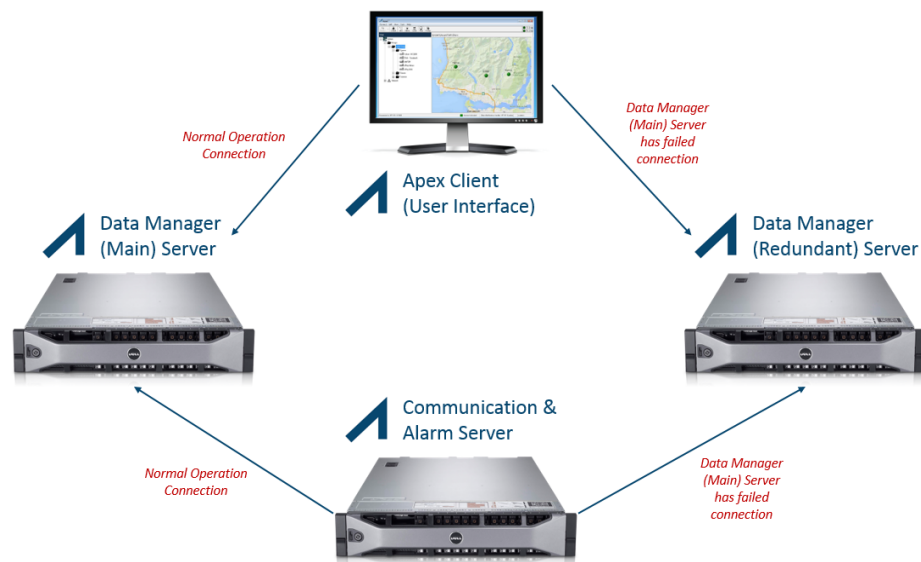 Normal Operation
Connection
Data Manager
(Main) Server
has failed
connection
Apex Client
(User Interface)
Data Manager
(Main) Server
Data Manager
(Redundant) Server
Communication &
Alarm Server
Normal Operation
Connection
Data Manager
(Main) Server
has failed
connection